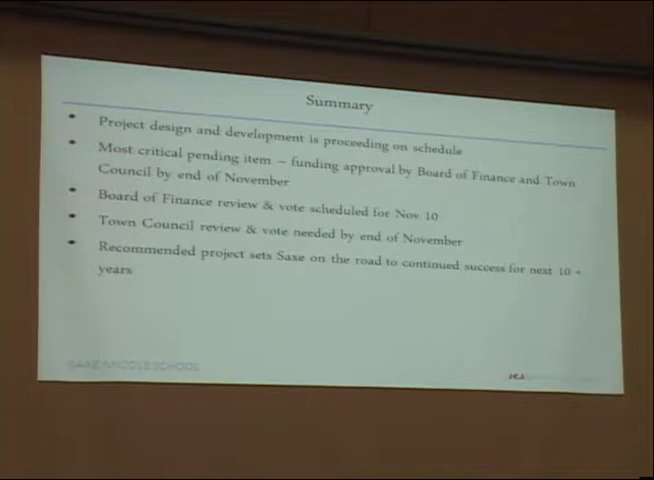 Summary
• Project design and development is proceeding on schedule
• Most critical pending item – funding approval by Board of Finance and Town
Council by end of November
• Board of Finance review & vote scheduled for Nov 10
• Town Council review & vote needed by end of November
• Recommended project sets Saxe on the road to continued success for next 10 +
years
SAXE MIDDLE SCHOOL